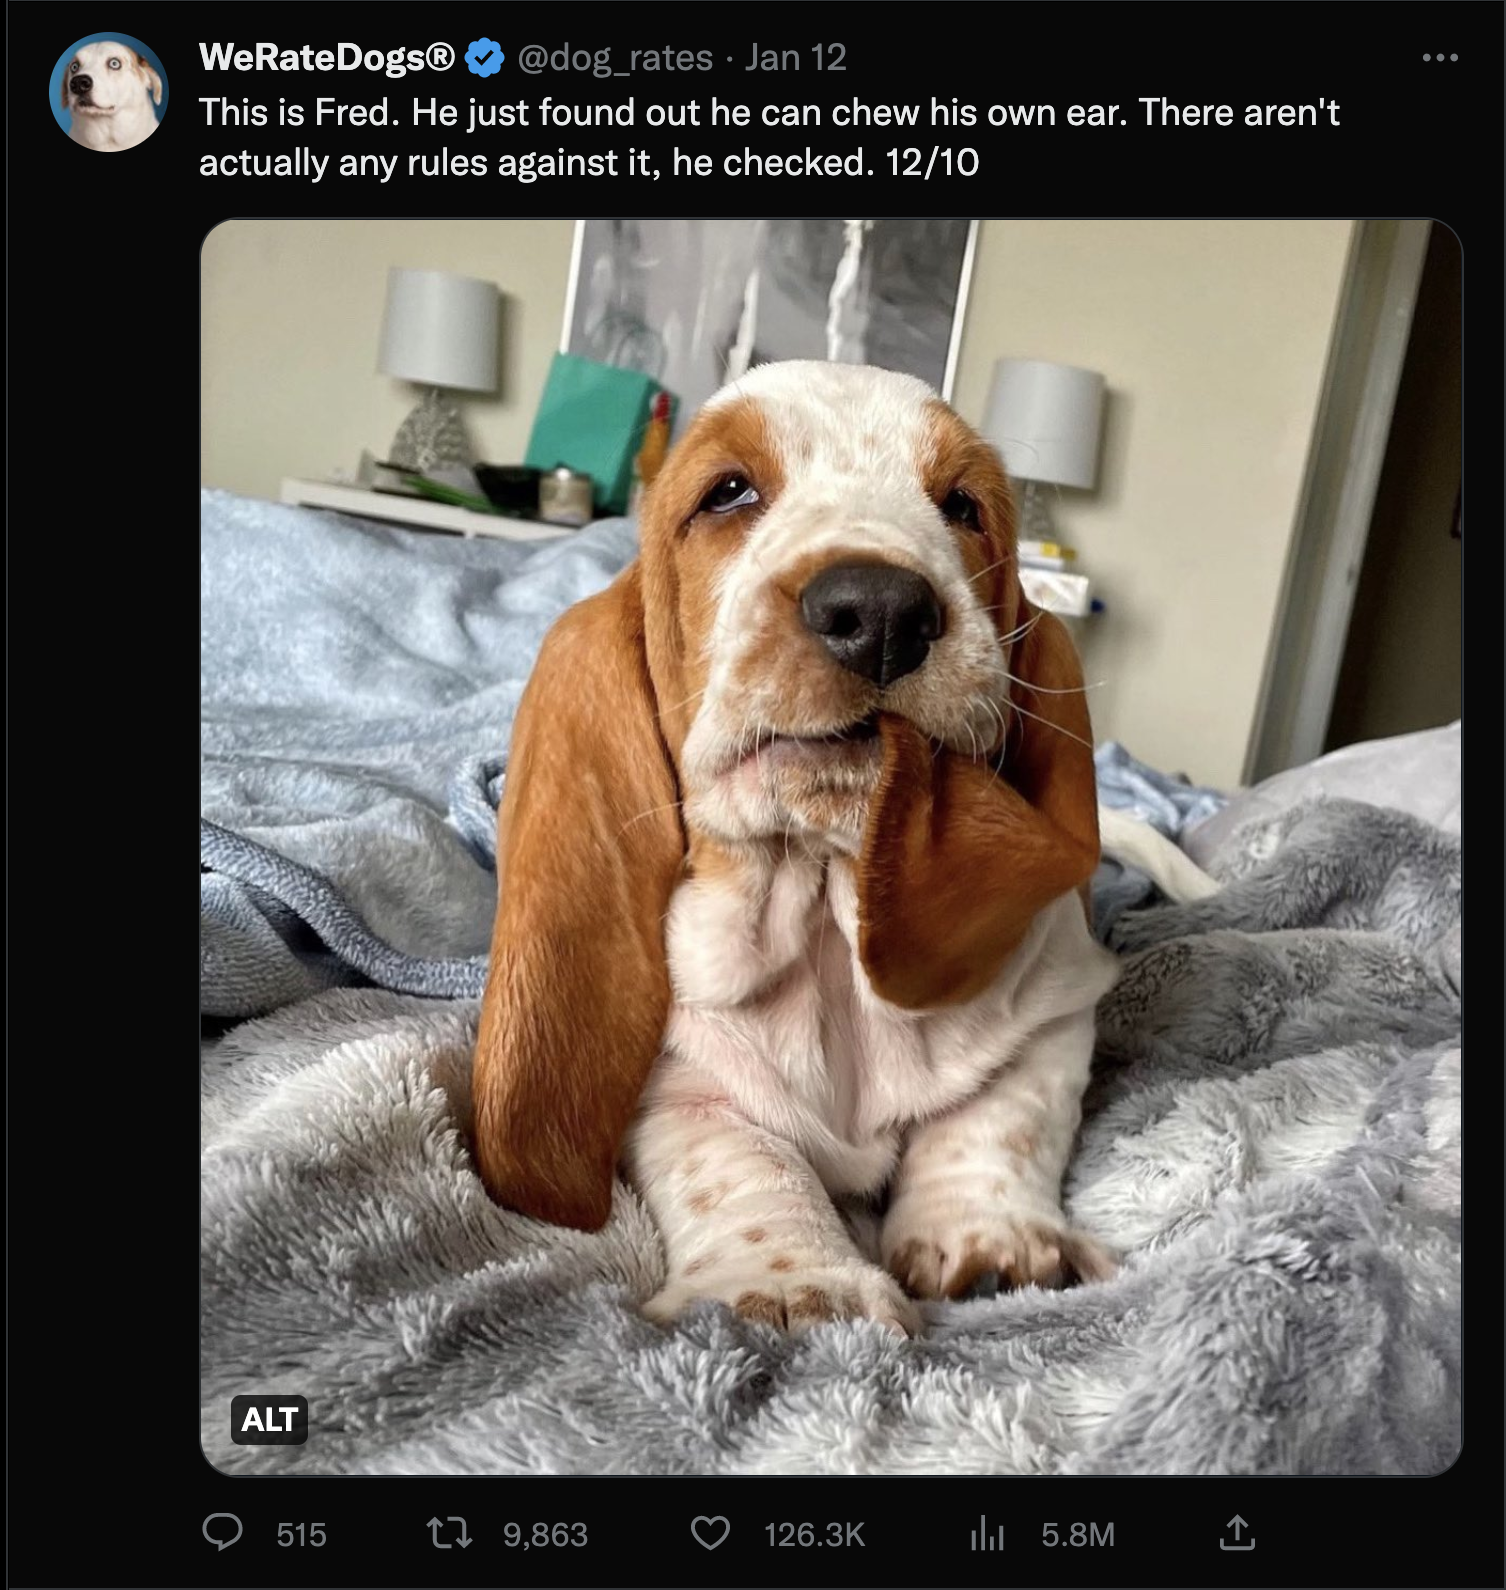 WeRateDogs® @dog_rates · Jan 12
This is Fred. He just found out he can chew his own ear. There aren't
actually any rules against it, he checked. 12/10
ALT
515 9,863 126.3K 5.8M